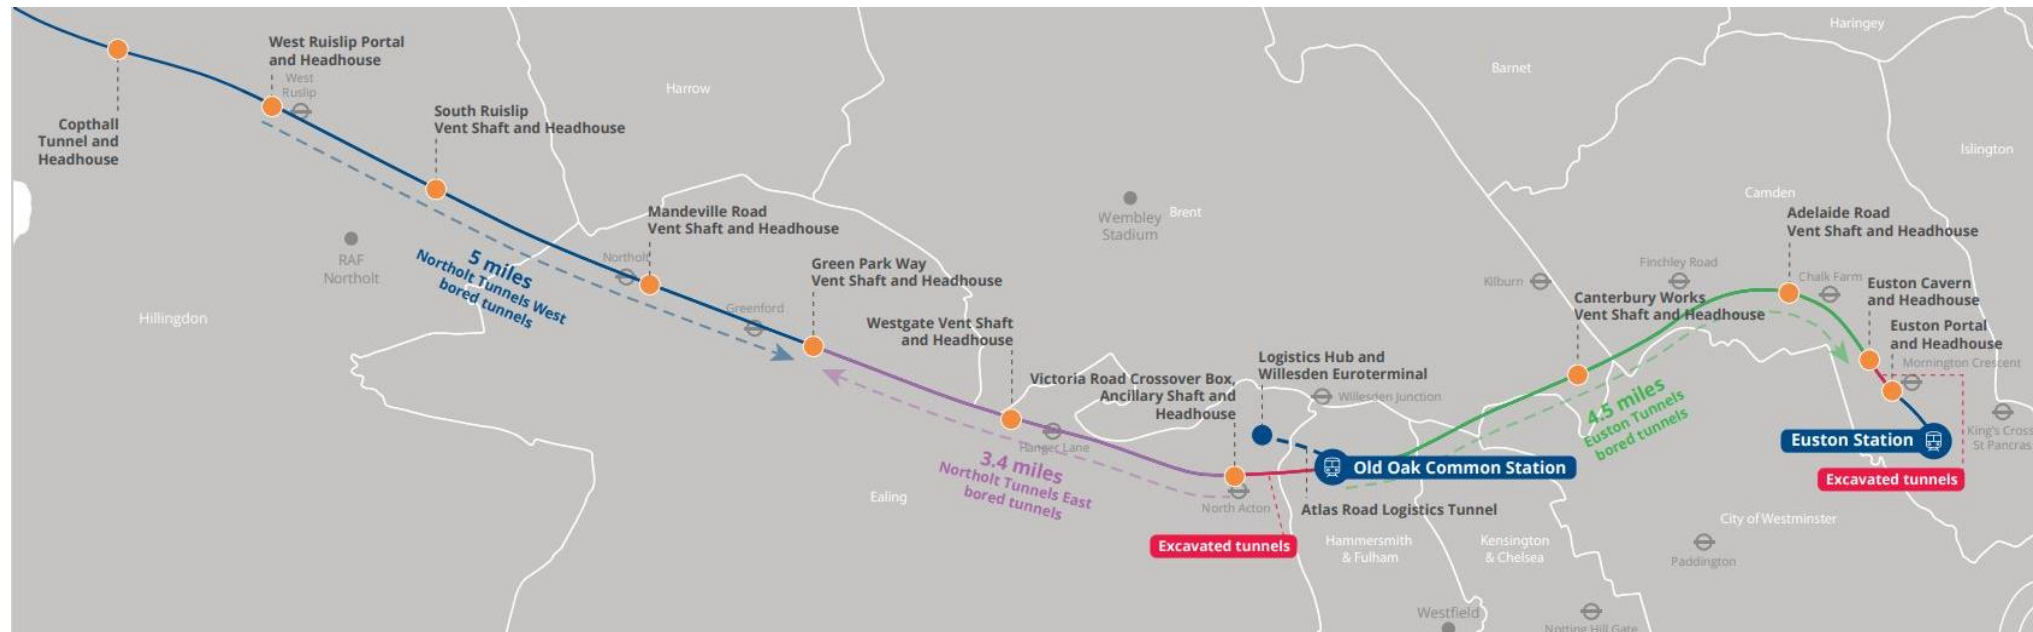 Haringey
West Ruislip Portal
and Headhouse
Barnet
West
Ruslip
Harrow
South Ruislip
Vent Shaft and Headhouse
Copthall
Tunnel and
Headhouse
Islington
Camden
Mandeville Road
Vent Shaft and Headhouse
Wembley
Stadium
Brent
Adelaide Road
Vent Shaft and Headhouse
RAF
Northolt
5 miles
Northolt Tunnels West
bored tunnels
Northolt
Green Park Way
Vent Shaft and Headhouse
Kilburn
Finchley Road
Chalk Farm
Euston Cavern
and Headhouse
Canterbury Works
Vent Shaft and Headhouse
Hillingdon
Greenford
Westgate Vent Shaft
and Headhouse
Euston Portal
and Headhouse
Mornington Crescent
Logistics Hub and
Willesden Euroterminal
Victoria Road Crossover Box,
Ancillary Shaft and
Headhouse
Willesden Junction
4.5 miles
Euston Tunnels
bored tunnels
King's Cross
St Pancras
Euston Station
Hanger Lane
3.4 miles
Northolt Tunnels East
bored tunnels
Old Oak Common Station
Excavated tunnels
Ealing
North Acton
Atlas Road Logistics Tunnel
City of Westminster
Excavated tunnels
Hammersmith
& Fulham
Kensington
& Chelsea
Paddington
Westfield
Notting Hill Gate